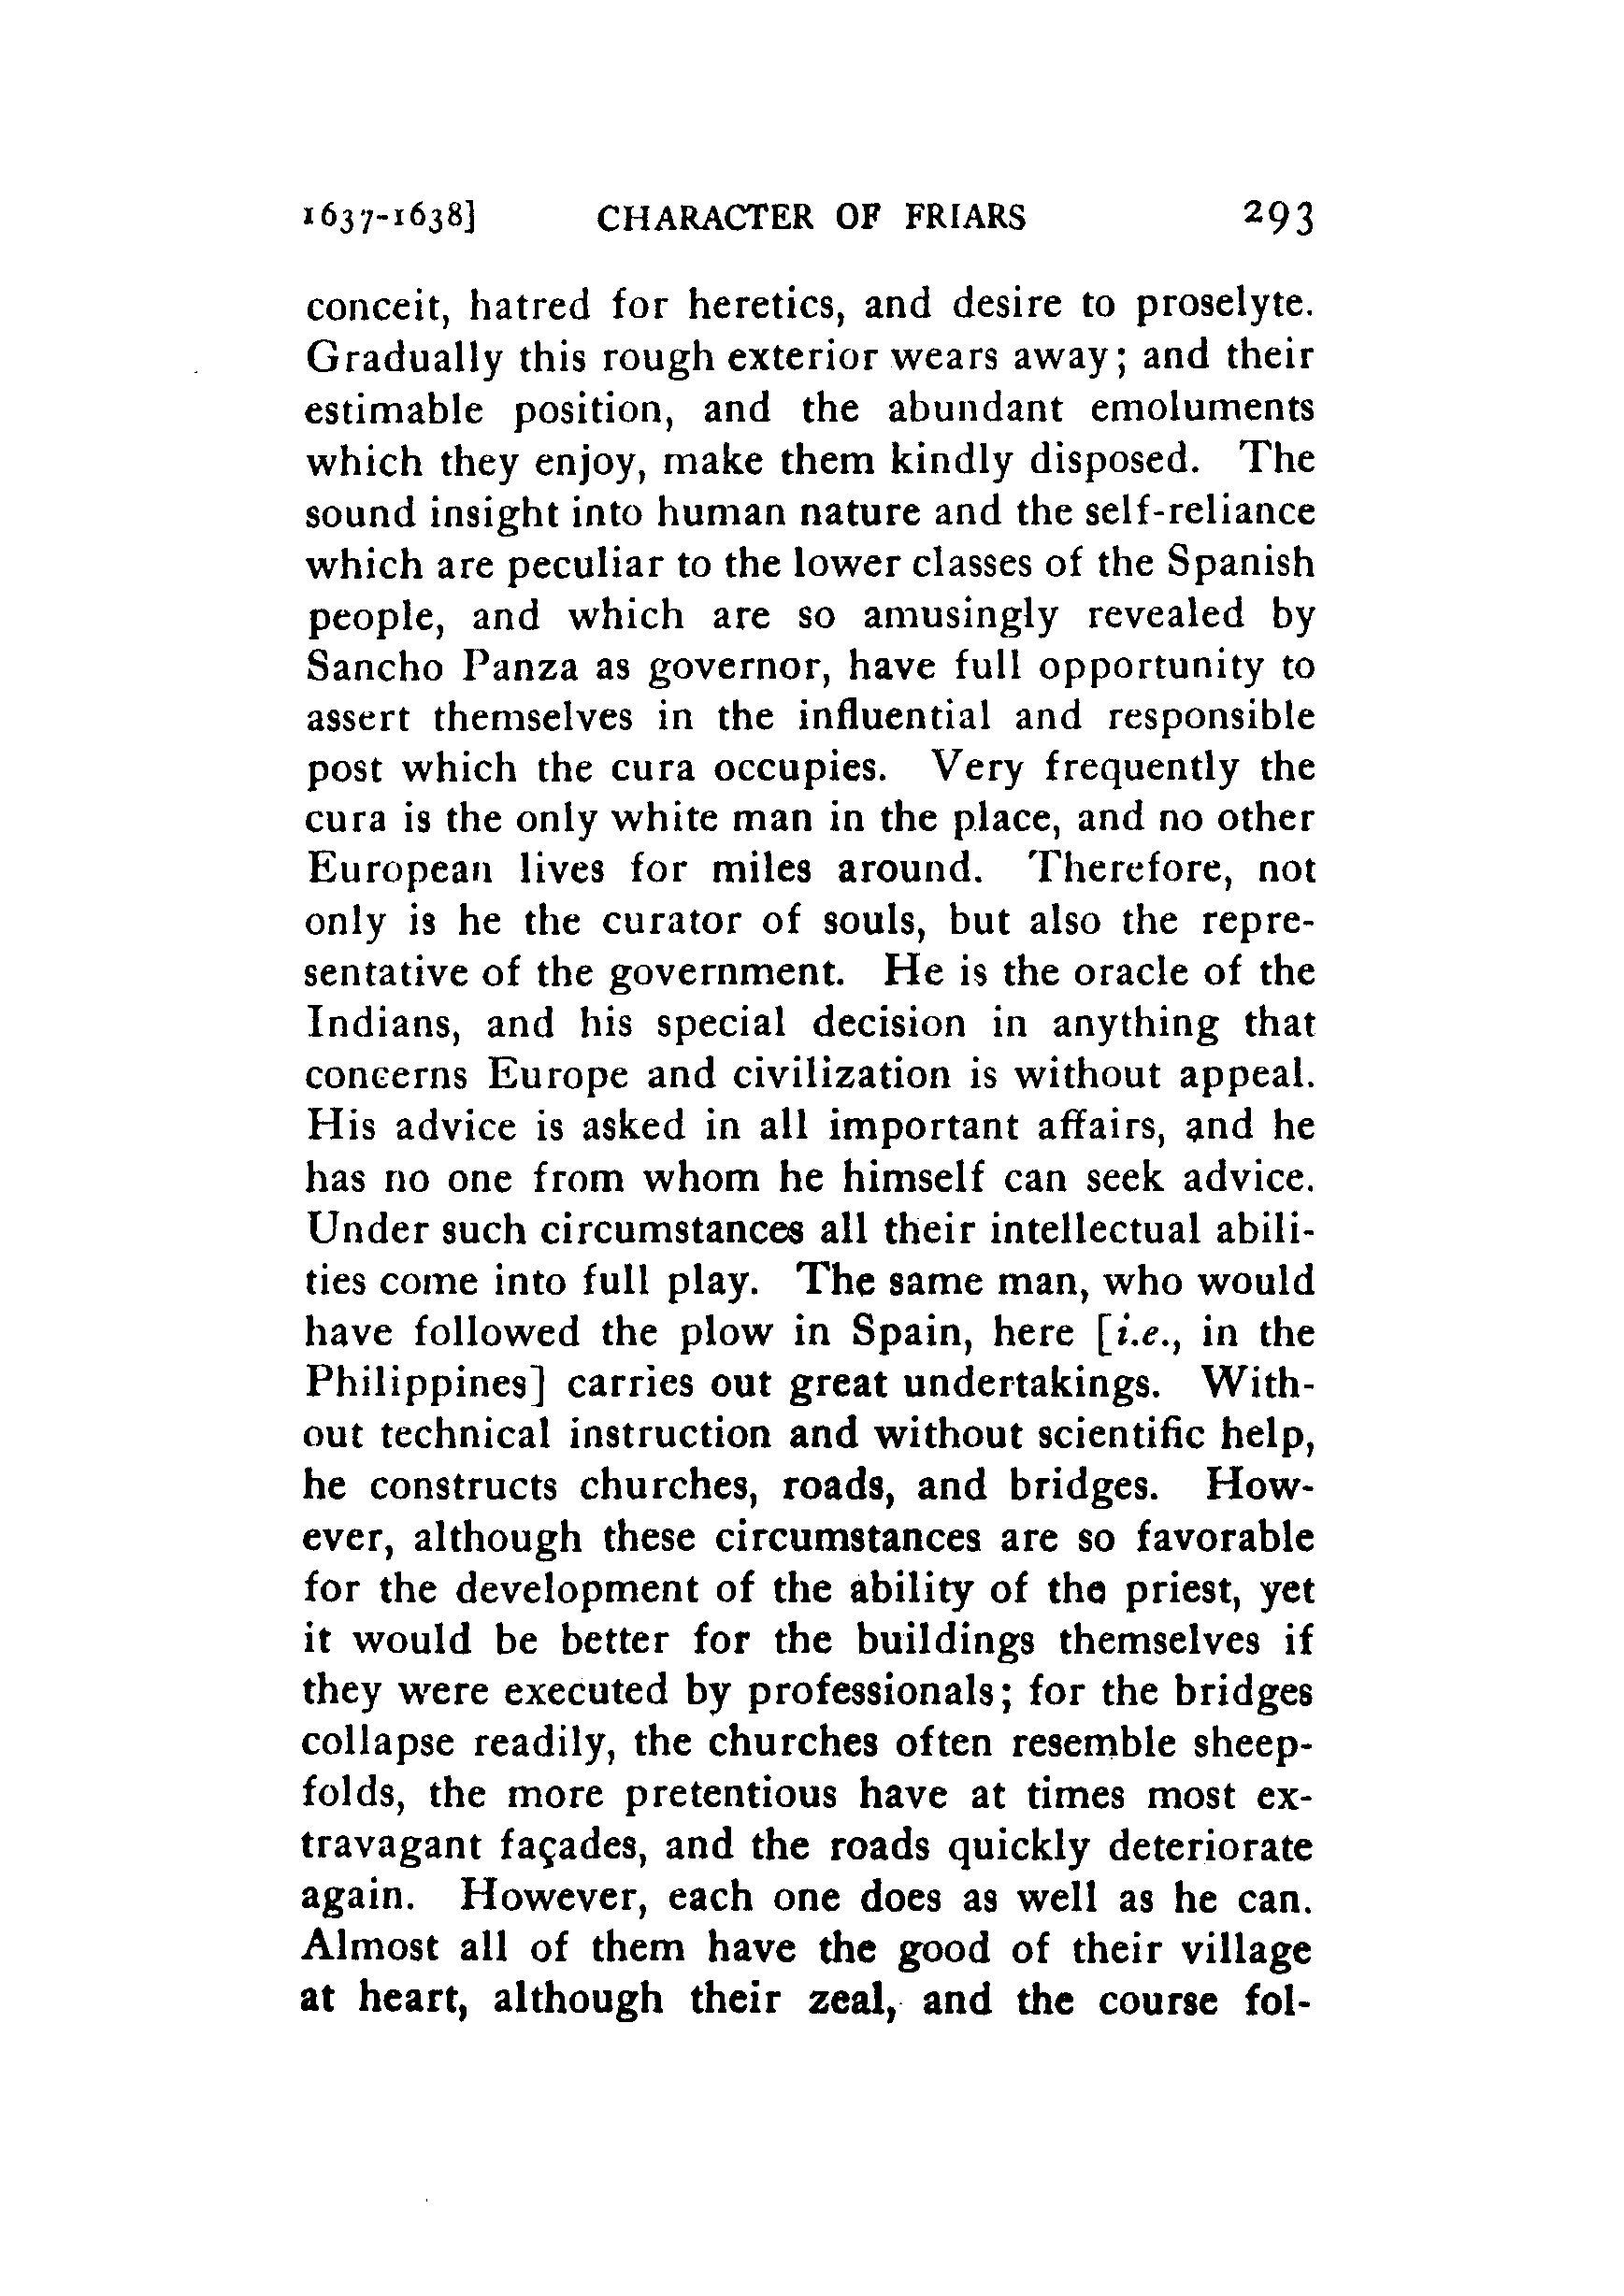 1637-1638] CHARACTER OF FRIARS 293
conceit, hatred for heretics, and desire to proselyte.
Gradually this rough exterior wears away; and their
estimable position, and the abundant emoluments
which they enjoy, make them kindly disposed. The
sound insight into human nature and the self-reliance
which are peculiar to the lower classes of the Spanish
people, and which are so amusingly revealed by
Sancho Panza as governor, have full opportunity to
assert themselves in the influential and responsible
post which the cura occupies. Very frequently the
cura is the only white man in the place, and no other
European lives for miles around. Therefore, not
only is he the curator of souls, but also the repre-
sentative of the government. He is the oracle of the
Indians, and his special decision in anything that
concerns Europe and civilization is without appeal.
His advice is asked in all important affairs, and he
has no one from whom he himself can seek advice.
Under such circumstances all their intellectual abili-
ties come into full play. The same man, who would
have followed the plow in Spain, here [i.e., in the
Philippines] carries out great undertakings. With-
out technical instruction and without scientific help,
he constructs churches, roads, and bridges. How-
ever, although these circumstances are so favorable
for the development of the ability of the priest, yet
it would be better for the buildings themselves if
they were executed by professionals; for the bridges
collapse readily, the churches often resemble sheep-
folds, the more pretentious have at times most ex-
travagant façades, and the roads quickly deteriorate
again. However, each one does as well as he can.
Almost all of them have the good of their village
at heart, although their zeal, and the course fol-